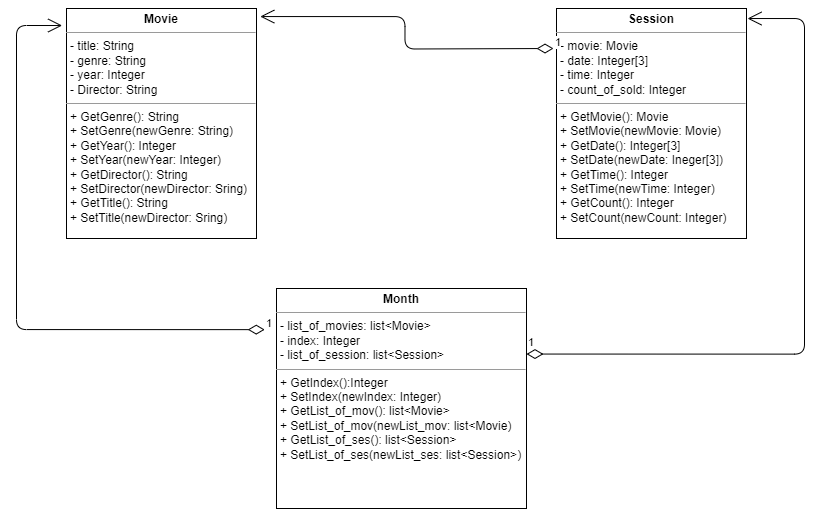 Movie
- title: String
- genre: String
- year: Integer
- Director: String
+ GetGenre(): String
+ SetGenre(newGenre: String)
+ GetYear(): Integer
+ SetYear(newYear: Integer)
+ GetDirector(): String
+ SetDirector(newDirector: Sring)
+ GetTitle(): String
+ SetTitle(newDirector: Sring)
Session
1
- movie: Movie
- date: Integer[3]
- time: Integer
- count_of_sold: Integer
+ GetMovie(): Movie
+ SetMovie(newMovie: Movie)
+ GetDate(): Integer[3]
+ SetDate(newDate: Ineger[3])
+ GetTime(): Integer
+ SetTime(newTime: Integer)
+ GetCount(): Integer
+ SetCount(newCount: Integer)
Month
1
- list_of_movies: list<Movie>
- index: Integer
- list_of_session: list<Session>
1
+ GetIndex():Integer
+ SetIndex(newIndex: Integer)
+ GetList_of_mov(): list<Movie>
+ SetList_of_mov(newList_mov: list<Movie)
+ GetList_of_ses(): list<Session>
+ SetList_of_ses(newList_ses: list<Session>)